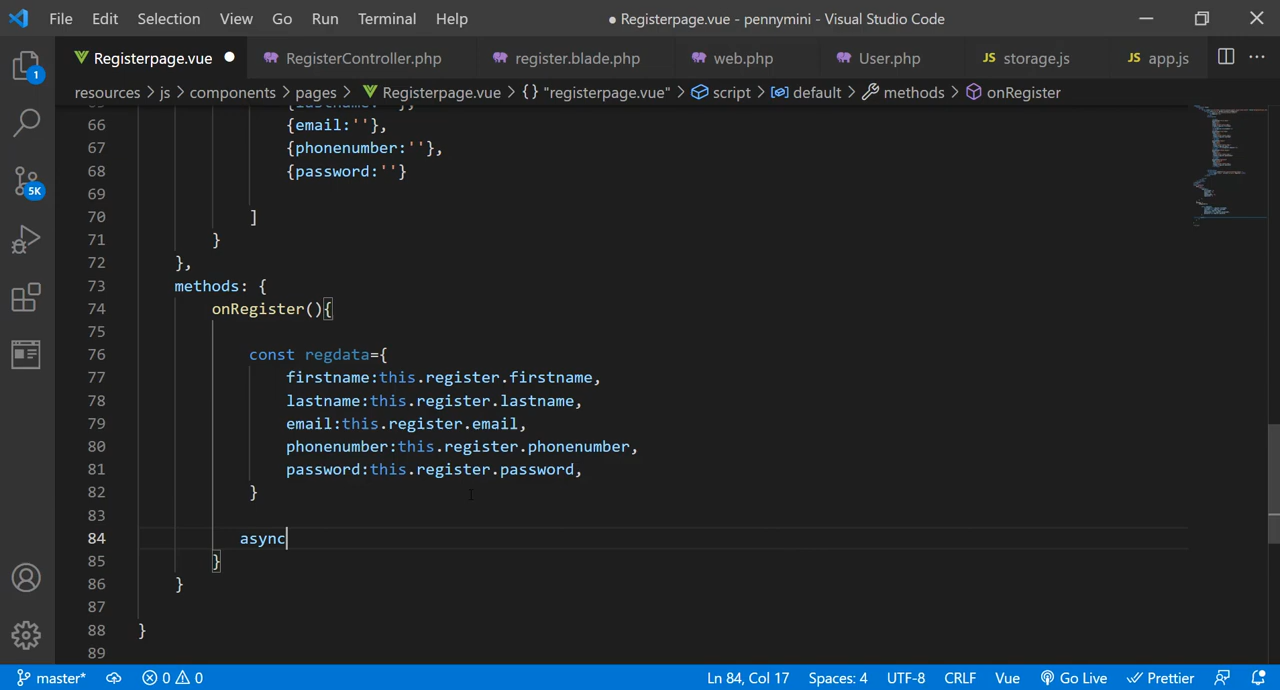 File Edit Selection View Go Run Terminal Help ● Registerpage.vue - pennymini - Visual Studio Code
Registerpage.vue RegisterController.php register.blade.php web.php User.php JS storage.js JS app.js
1
resources > js > components > pages > Registerpage.vue > {} "registerpage.vue" > script > default > methods > onRegister
66 {email:''},
67 {phonenumber:''},
68 {password:''}
69
70 ]
71 }
72 },
73 methods: {
74 onRegister(){
75
76 const regdata={
77 firstname:this.register.firstname,
78 lastname:this.register.lastname,
79 email:this.register.email,
80 phonenumber:this.register.phonenumber,
81 password:this.register.password,
82 }
83
84 async
85 }
86 }
87
88 }
89
5K
master* 0 0 Ln 84, Col 17 Spaces: 4 UTF-8 CRLF Vue Go Live Prettier